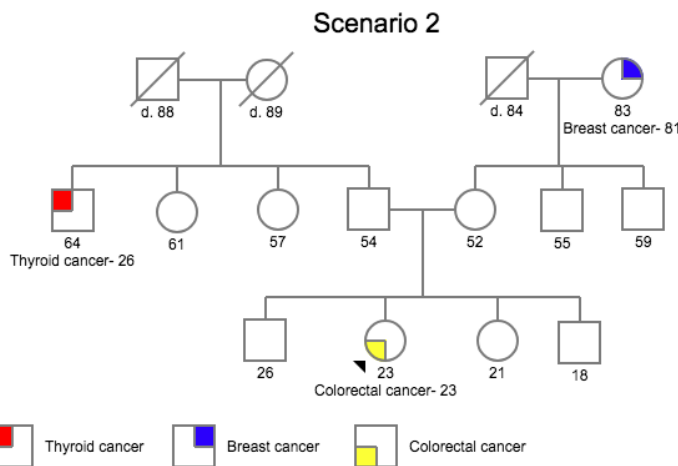 Scenario 2
d. 88 d. 89 d. 84 83
Breast cancer- 81
64 61 57 54 52 55 59
Thyroid cancer- 26
26 23 21 18
Colorectal cancer- 23
Thyroid cancer Breast cancer Colorectal cancer